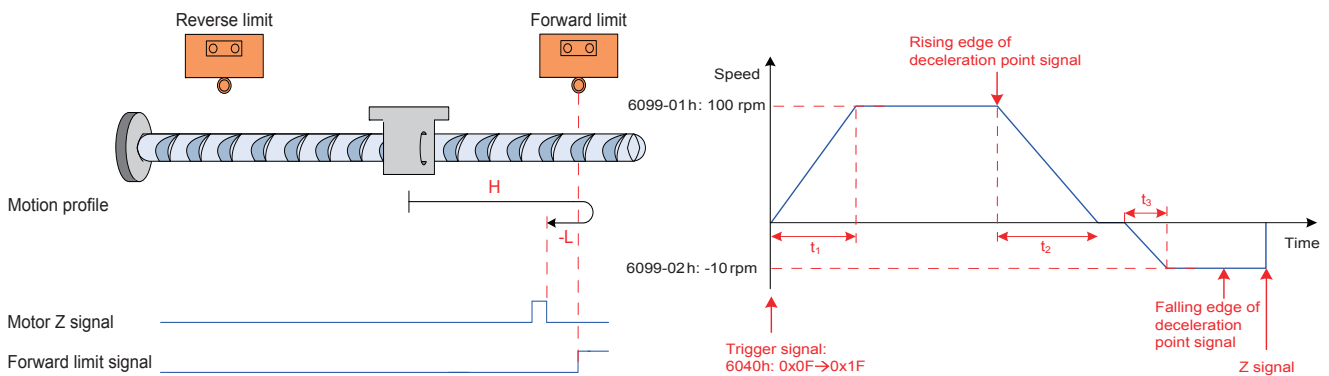 Reverse limit
Forward limit
H
Motion profile
-L
Motor Z signal
Forward limit signal
Rising edge of
deceleration point signal
Speed
6099-01h: 100 rpm
t3
Time
t1
t2
6099-02h: -10 rpm
Falling edge of
deceleration
point signal
Trigger signal:
6040h: 0x0F→0x1F
Z signal